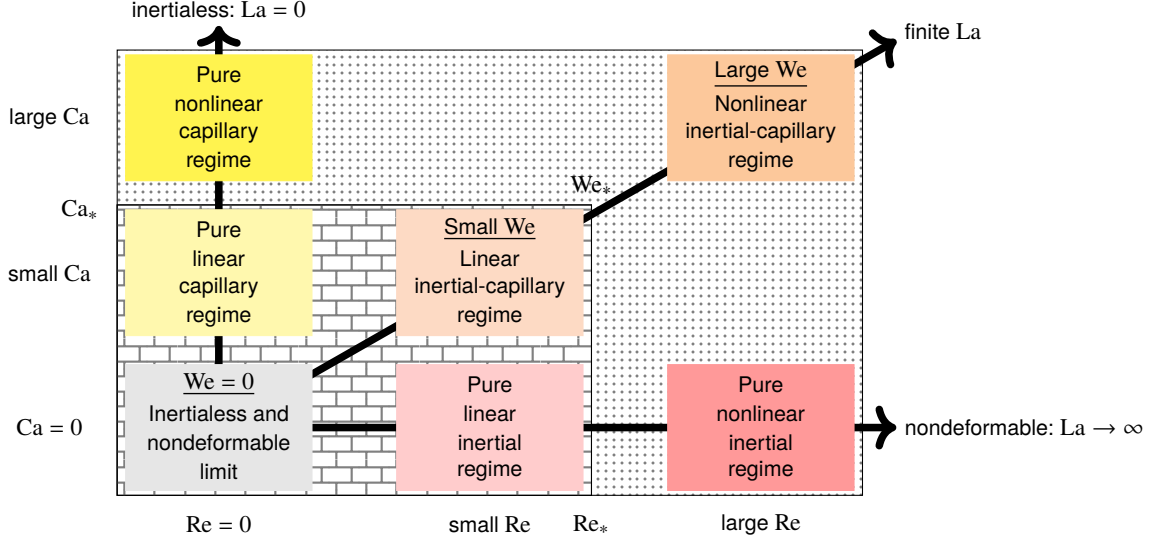 inertialess: La = 0
finite La
large Ca
Pure
nonlinear
capillary
regime
Large We
Nonlinear
inertial-capillary
regime
We*
Ca*
small Ca
Pure
linear
capillary
regime
Small We
Linear
inertial-capillary
regime
Ca = 0
We = 0
Inertialess and
nondeformable
limit
Pure
linear
inertial
regime
Pure
nonlinear
inertial
regime
nondeformable: La → ∞
Re = 0
small Re
Re*
large Re